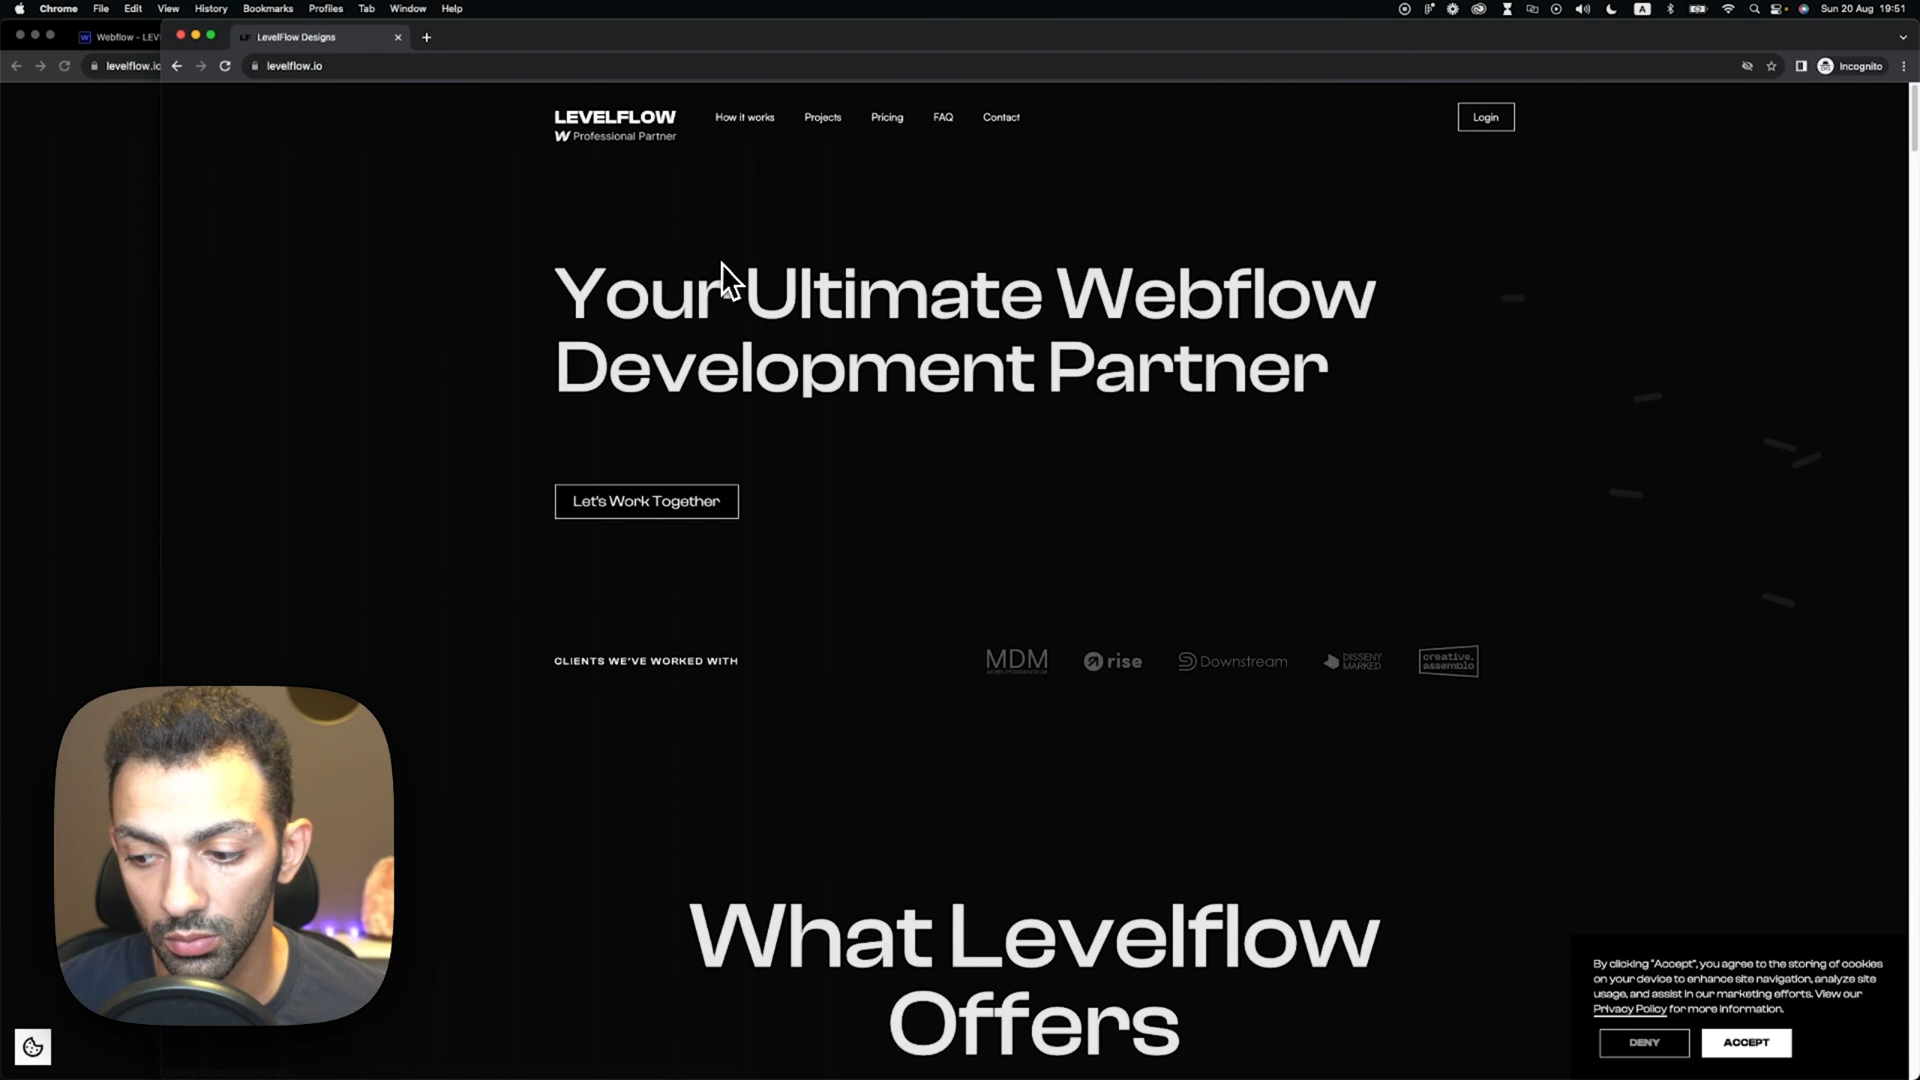 Chrome File Edit View History Bookmarks Profiles Tab Window Help
A
Sun 20 Aug 19:51
Webflow - LEV
LF LevelFlow Designs
levelflow.io
levelflow.io
Incognito
LEVELFLOW
W Professional Partner
How it works
Projects
Pricing
FAQ
Contact
Login
Your Ultimate Webflow
Development Partner
Let's Work Together
CLIENTS WE'VE WORKED WITH
MDM
rise
Downstream
DISSENY
MARKED
creative.
assemblo
What Levelflow
Offers
By clicking "Accept", you agree to the storing of cookies
on your device to enhance site navigation, analyze site
usage, and assist in our marketing efforts. View our
Privacy Policy for more information.
DENY
ACCEPT